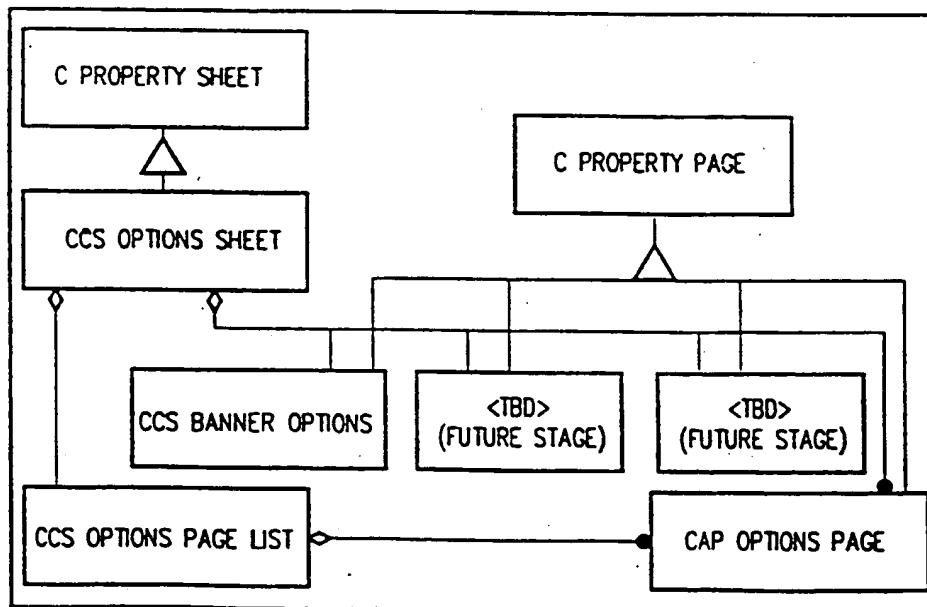 C PROPERTY SHEET
C PROPERTY PAGE
CCS OPTIONS SHEET
CCS BANNER OPTIONS
<TBD>
(FUTURE STAGE)
<TBD>
(FUTURE STAGE)
CCS OPTIONS PAGE LIST
CAP OPTIONS PAGE